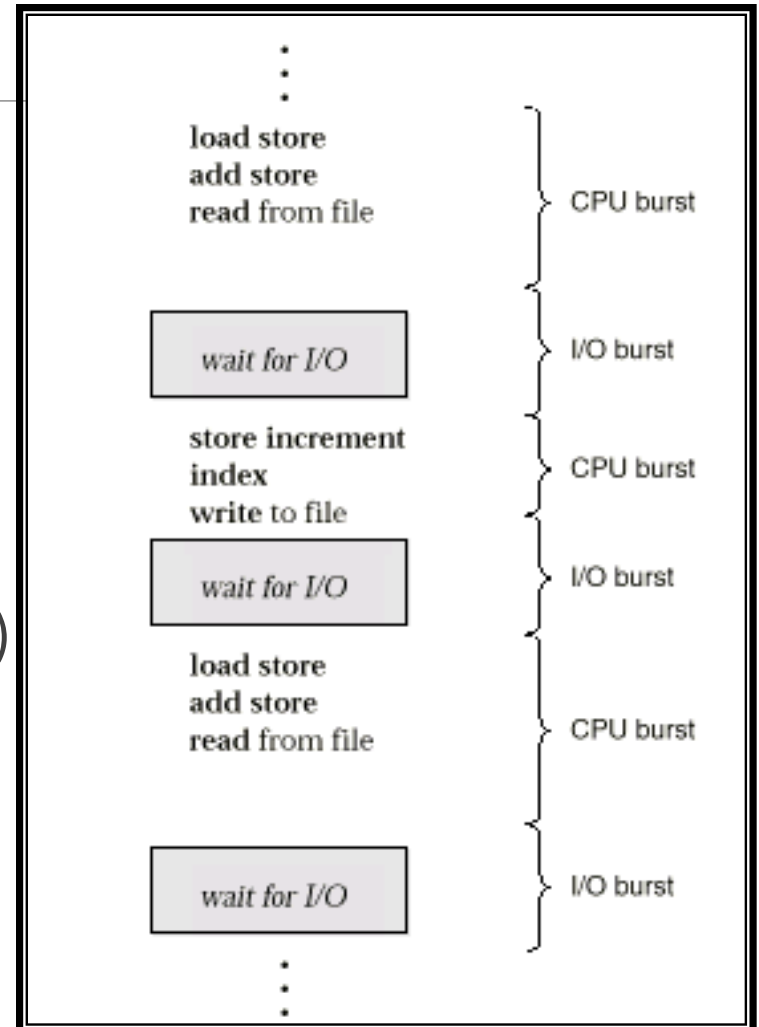 load store
add store
read from file
CPU burst
wait for I/O
I/O burst
store increment
index
write to file
CPU burst
wait for I/O
I/O burst
)
load store
add store
read from file
CPU burst
wait for I/O
I/O burst